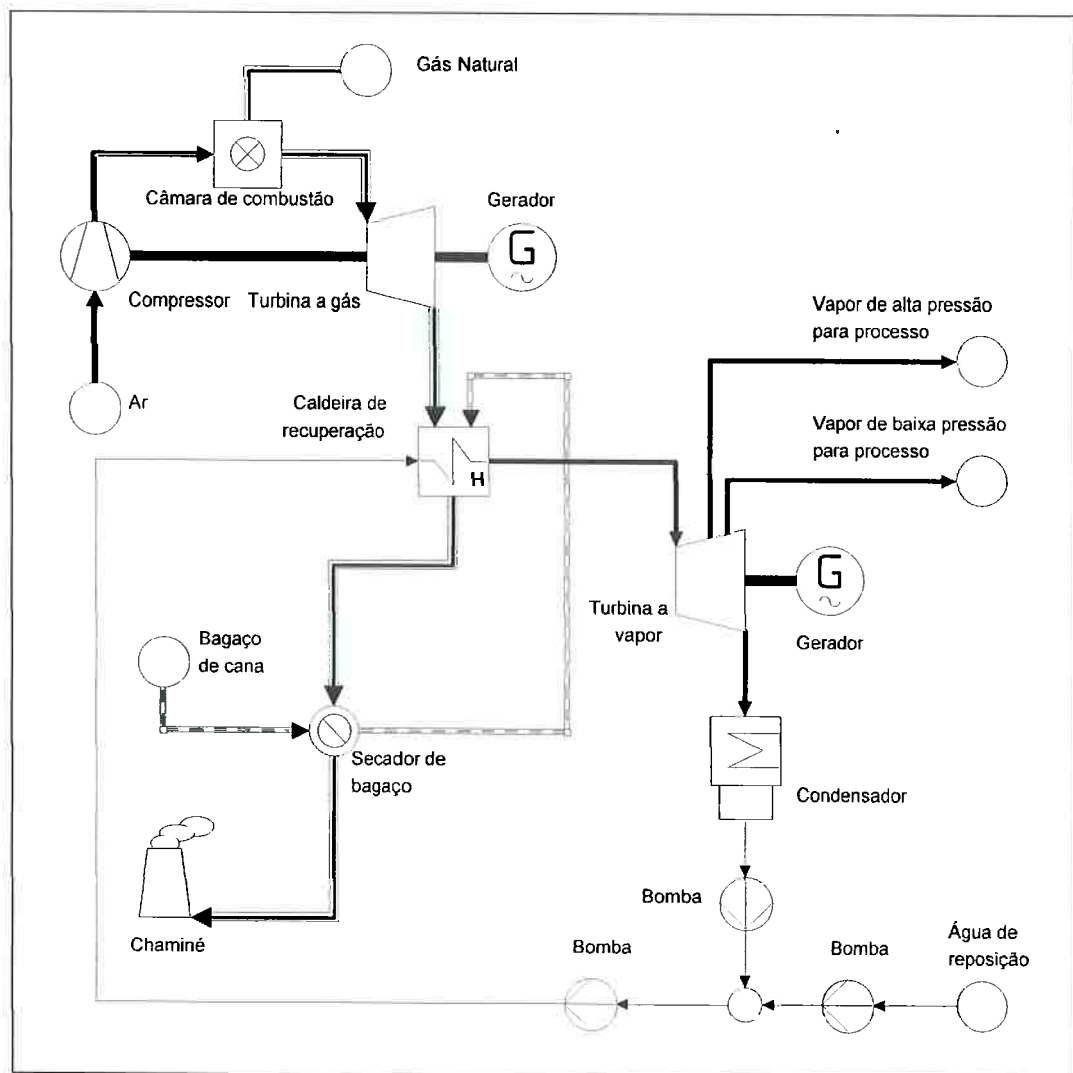 Gás Natural
Câmara de combustão
Gerador
G
Compressor
Turbina a gás
Vapor de alta pressão
para processo
Ar
Caldeira de
recuperação
Vapor de baixa pressão
para processo
H
G
Turbina a
vapor
Gerador
Bagaço
de cana
Secador de
bagaço
Condensador
Chaminé
Bomba
Bomba
Bomba
Água de
reposição